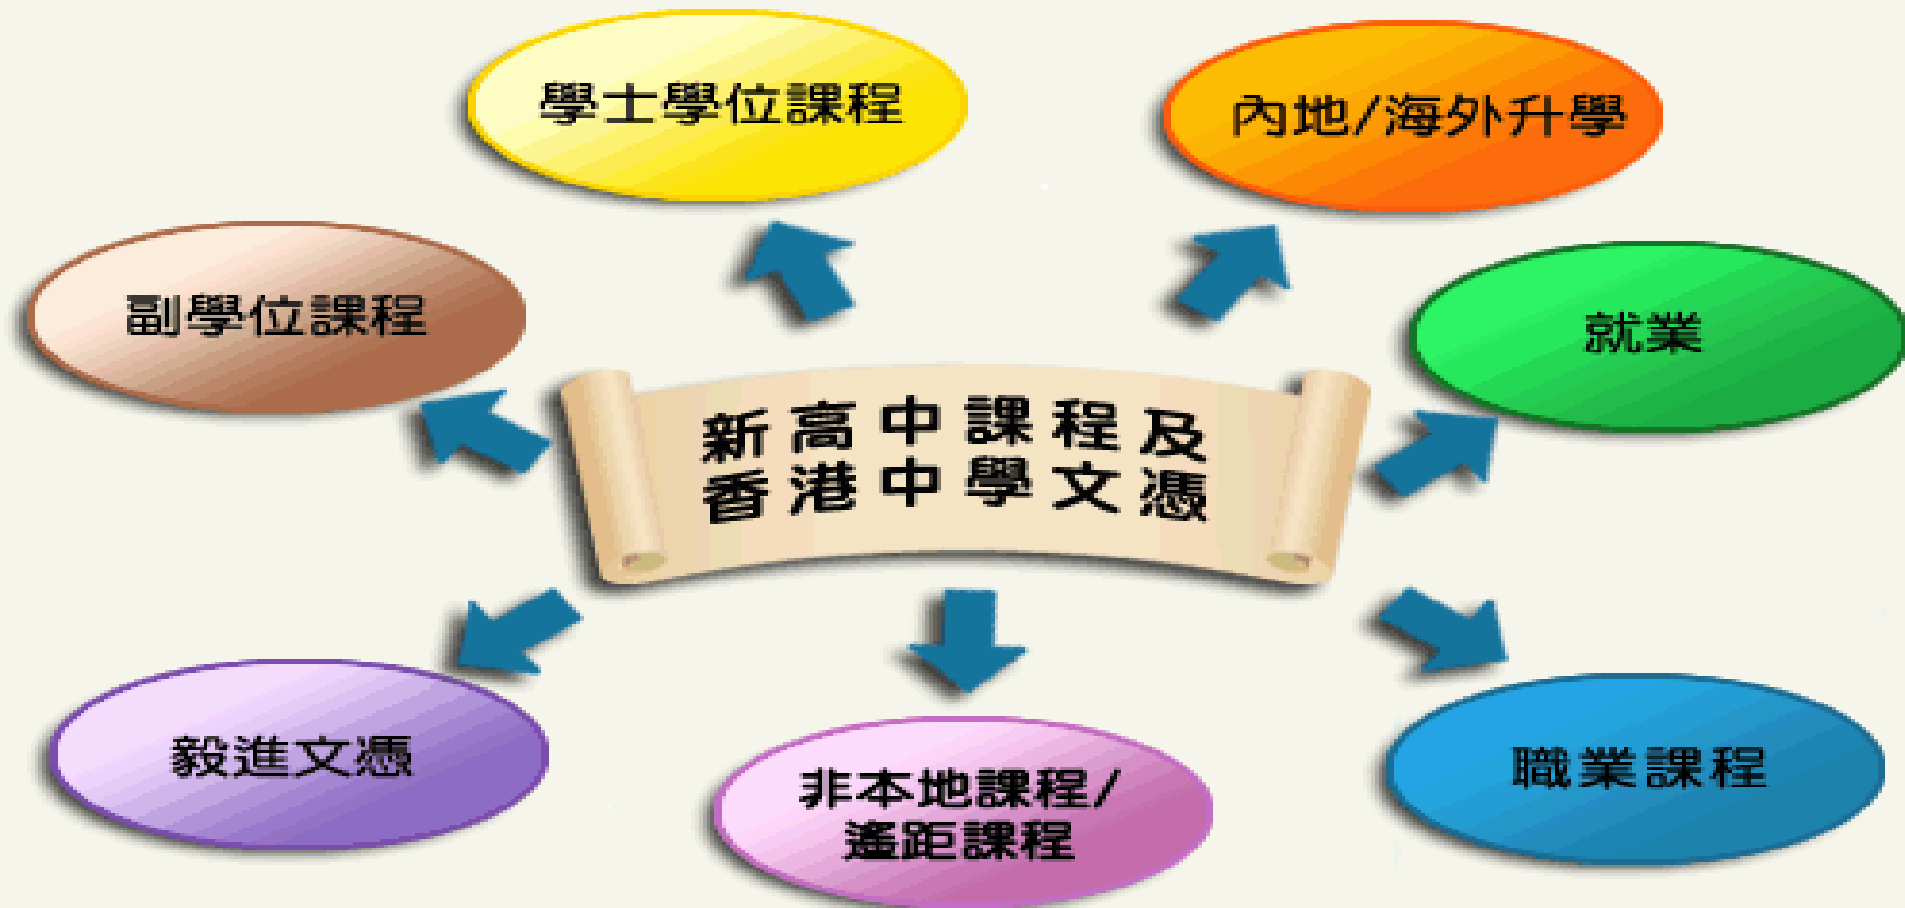 學士學位課程
內地/海外升學
副學位課程
就業
新高中課程及
香港中學文憑
毅進文憑
非本地課程/
遙距課程
職業課程